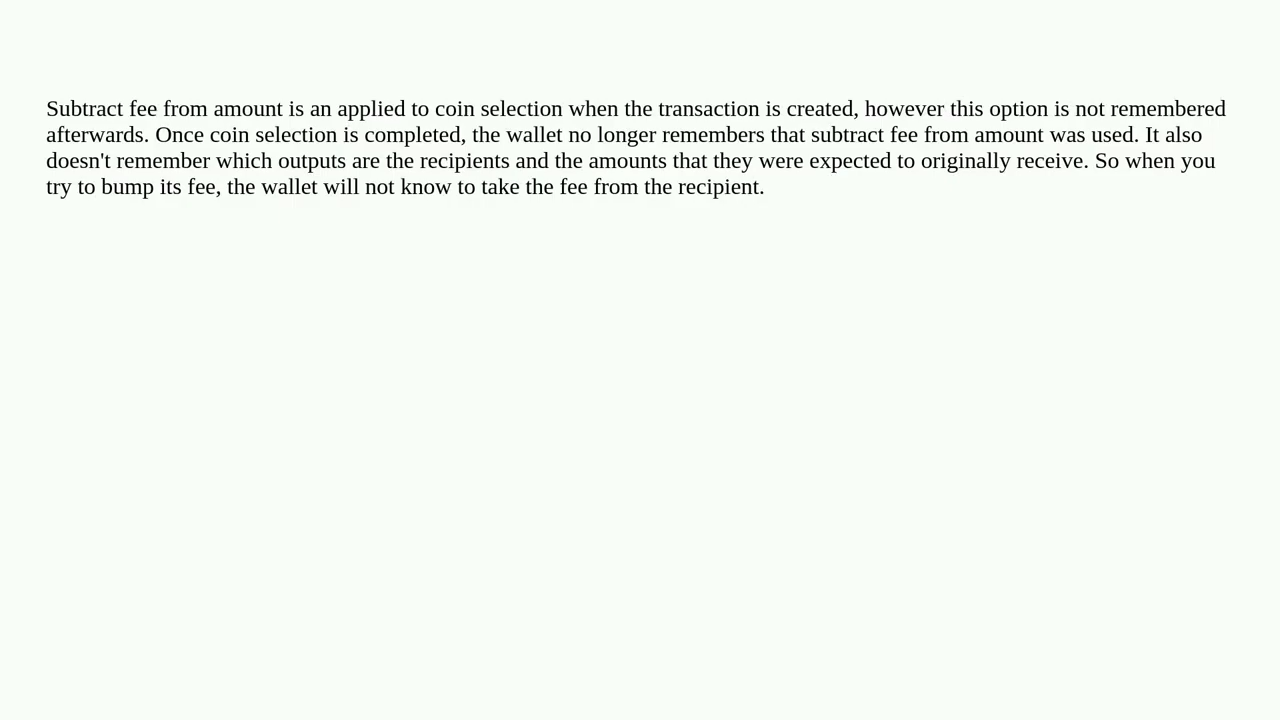 Subtract fee from amount is an applied to coin selection when the transaction is created, however this option is not remembered
afterwards. Once coin selection is completed, the wallet no longer remembers that subtract fee from amount was used. It also
doesn't remember which outputs are the recipients and the amounts that they were expected to originally receive. So when you
try to bump its fee, the wallet will not know to take the fee from the recipient.